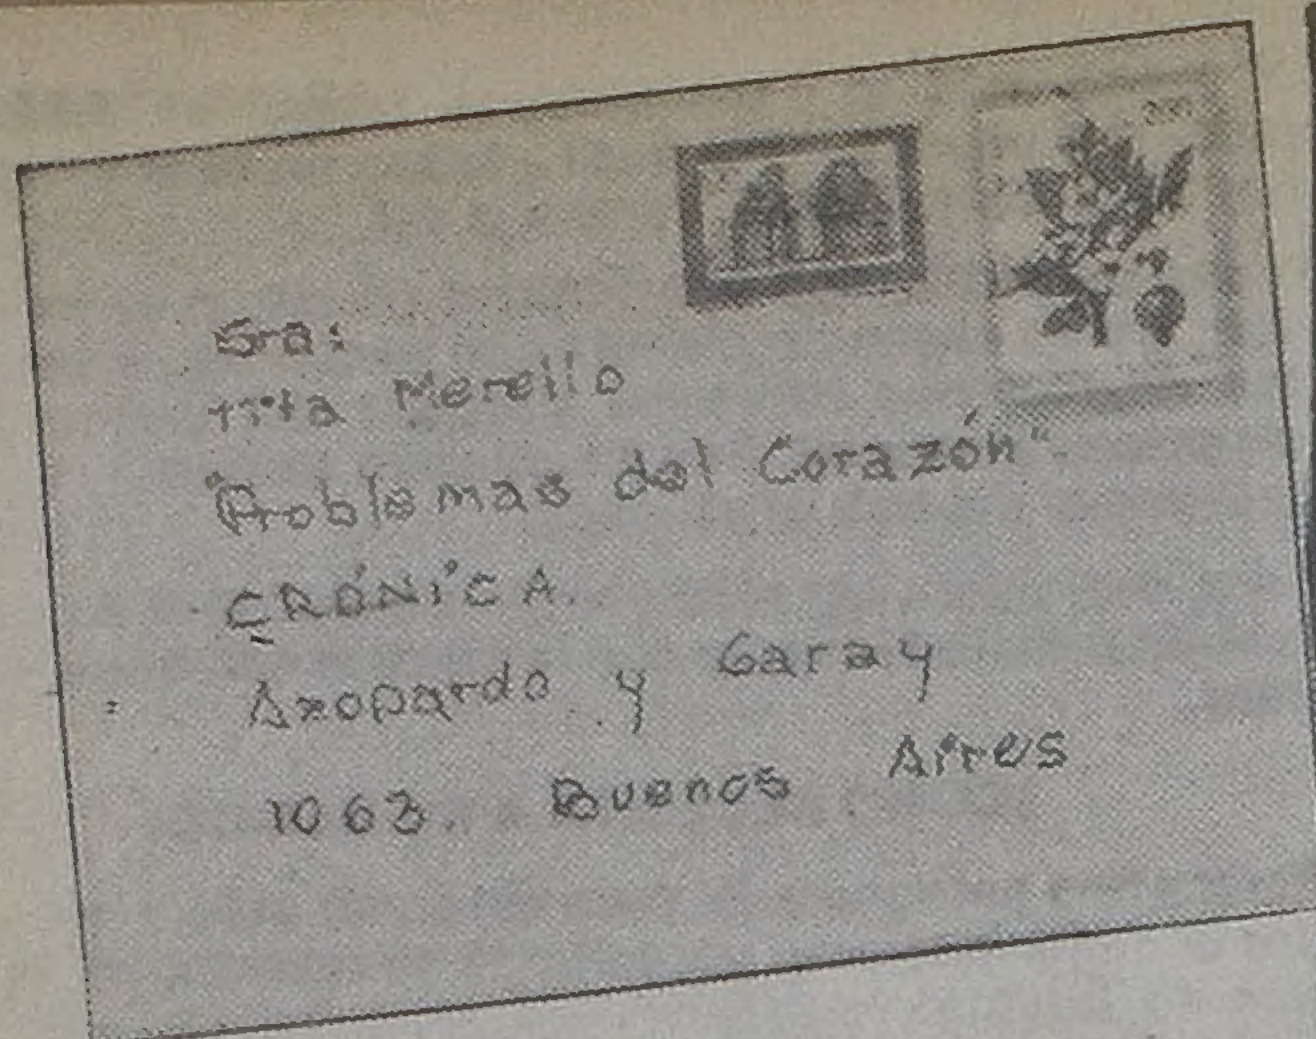 Sra:
Tita Merello
"Problemas del Corazón"
CRÓNICA.
Azopardo y Garay
1063. Buenos Aires